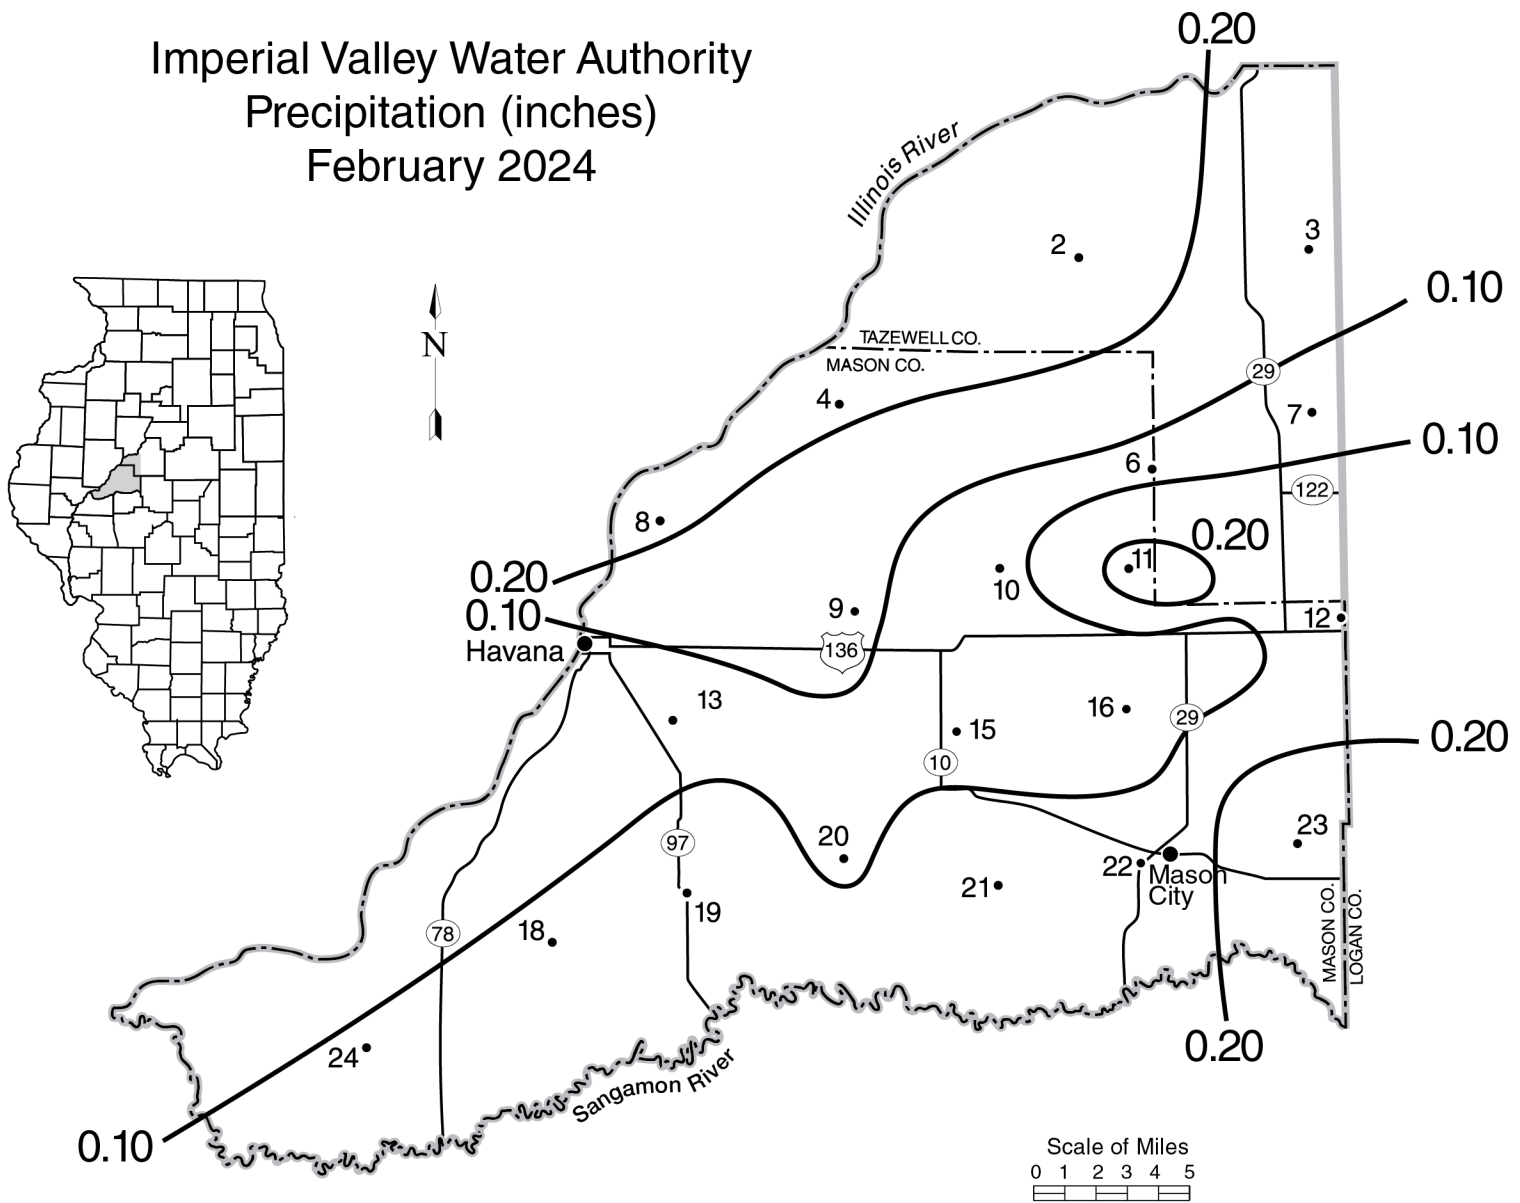 Imperial Valley Water Authority
Precipitation (inches)
February 2024
0.20
Illinois River
2
3
0.10
N
TAZEWELL CO.
MASON CO.
29
4
7
0.10
6
122
8
11
0.20
0.20
10
0.10
9
12
Havana
136
13
16
29
15
0.20
10
20
23
97
22
Mason
City
21
19
18
78
MASON CO.
LOGAN CO.
24
0.20
Sangamon River
0.10
Scale of Miles
0 1 2 3 4 5